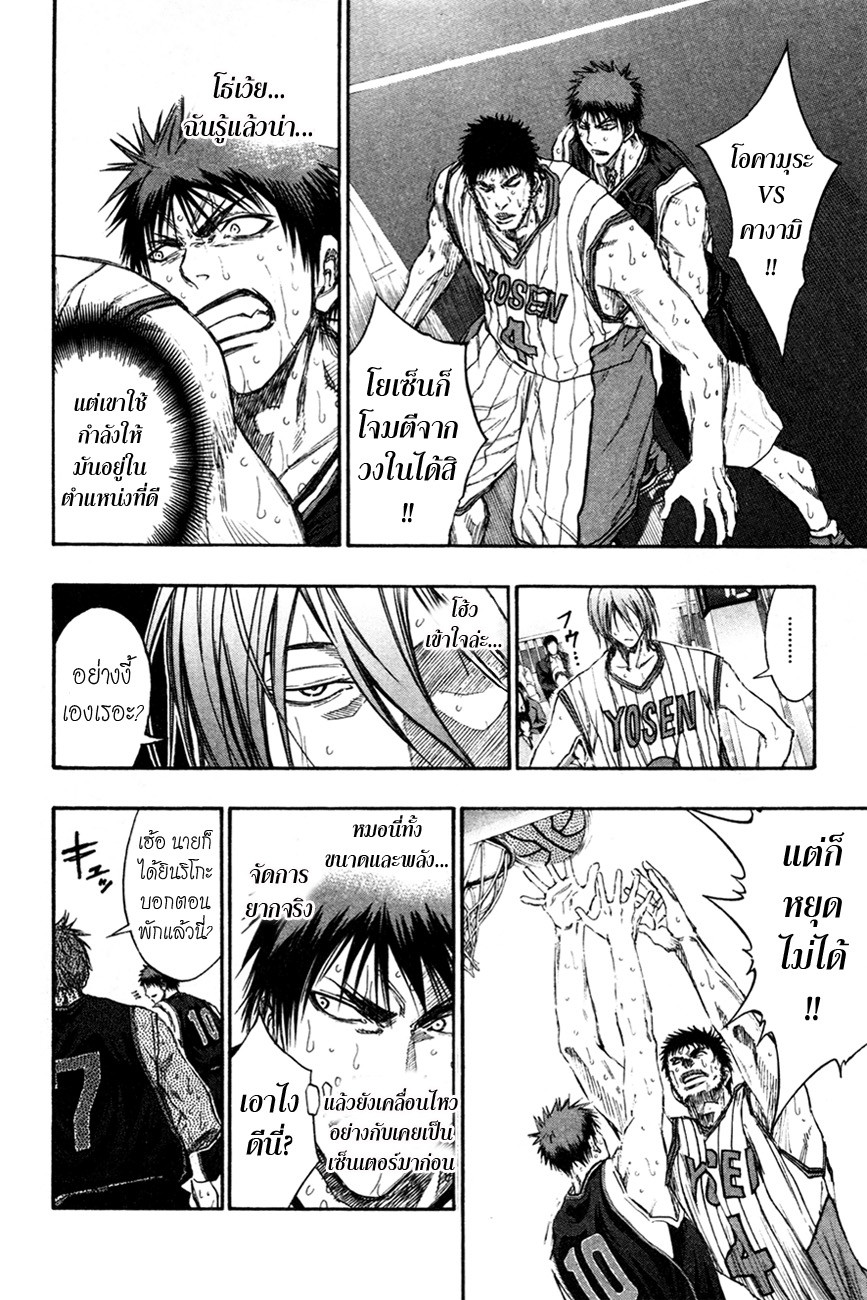 โอคามุระ
VS
คางามิ
!!
YOSEN
4
โยเซ็นก็
โจมตีจาก
วงในได้สิ
!!
โธ่เว้ย...
ฉันรู้แล้วน่า...
แต่เขาใช้
กำลังให้
มันอยู่ใน
ตำแหน่งที่ดี
........
フゥ…
YOSEN
โฮ้ว
เข้าใจล่ะ...
อย่างงี้
เองเรอะ?
แต่ก็
หยุด
ไม่ได้
!!
10
4
หมอนี่ทั้ง
ขนาดและพลัง...
จัดการ
ยากจริง
แล้วยังเคลื่อนไหว
อย่างกับเคยเป็น
เซ็นเตอร์มาก่อน
เอาไง
ดีนี่?
เฮ้อ นายก็
ได้ยินริโกะ
บอกตอน
พักแล้วนี่?
キュッ
10
7